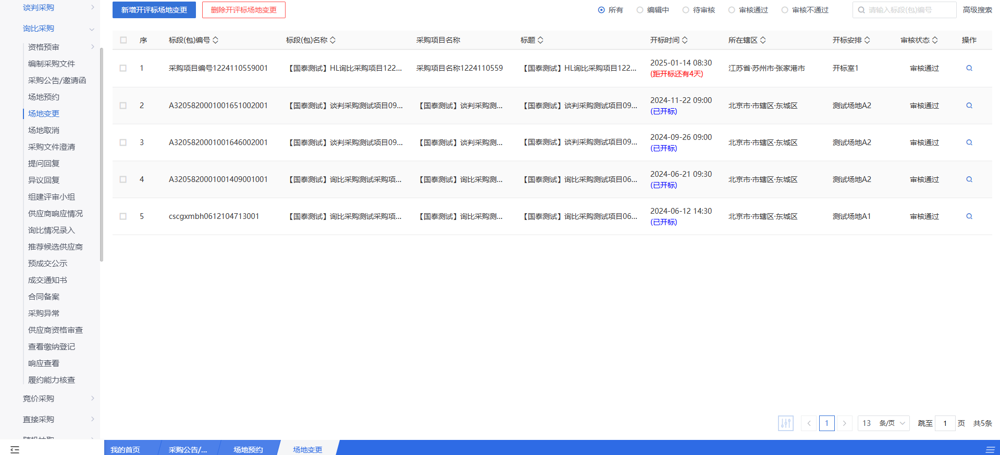 谈判采购
询比采购
资格预审
编制采购文件
采购公告/邀请函
场地预约
场地变更
场地取消
采购文件澄清
提问回复
异议回复
组建评审小组
供应商响应情况
询比情况录入
推荐候选供应商
预成交公示
成交通知书
合同备案
采购异常
供应商资格审查
查看缴纳登记
响应查看
履约能力核查
竞价采购
直接采购
新增开评标场地变更 删除开评标场地变更 所有 编辑中 待审核 审核通过 审核不通过 请输入标段(包)编号 高级搜索
序 标段(包)编号 标段(包)名称 采购项目名称 标题 开标时间 所在辖区 开标安排 审核状态 操作
1 采购项目编号1224110559001 【国泰测试】HL询比采购项目122... 采购项目名称1224110559 【国泰测试】HL询比采购项目122... 2025-01-14 08:30 江苏省·苏州市·张家港市 开标室1 审核通过
(距开标还有4天)
2 A3205820001001651002001 【国泰测试】谈判采购测试项目09... 【国泰测试】谈判采购测... 【国泰测试】谈判采购测试项目09... 2024-11-22 09:00 北京市·市辖区·东城区 测试场地A2 审核通过
(已开标)
3 A3205820001001646002001 【国泰测试】谈判采购测试项目09... 【国泰测试】谈判采购测... 【国泰测试】谈判采购测试项目09... 2024-09-26 09:00 北京市·市辖区·东城区 测试场地A2 审核通过
(已开标)
4 A3205820001001409001001 【国泰测试】询比采购测试采购项... 【国泰测试】询比采购测... 【国泰测试】询比采购测试项目06... 2024-06-21 09:30 北京市·市辖区·东城区 测试场地A2 审核通过
(已开标)
5 cscgxmbh0612104713001 【国泰测试】询比采购测试采购项... 【国泰测试】询比采购测... 【国泰测试】询比采购测试项目06... 2024-06-12 14:30 北京市·市辖区·东城区 测试场地A1 审核通过
(已开标)
1 13 条/页 跳至 1 页 共5条
我的首页 采购公告/... 场地预约 场地变更